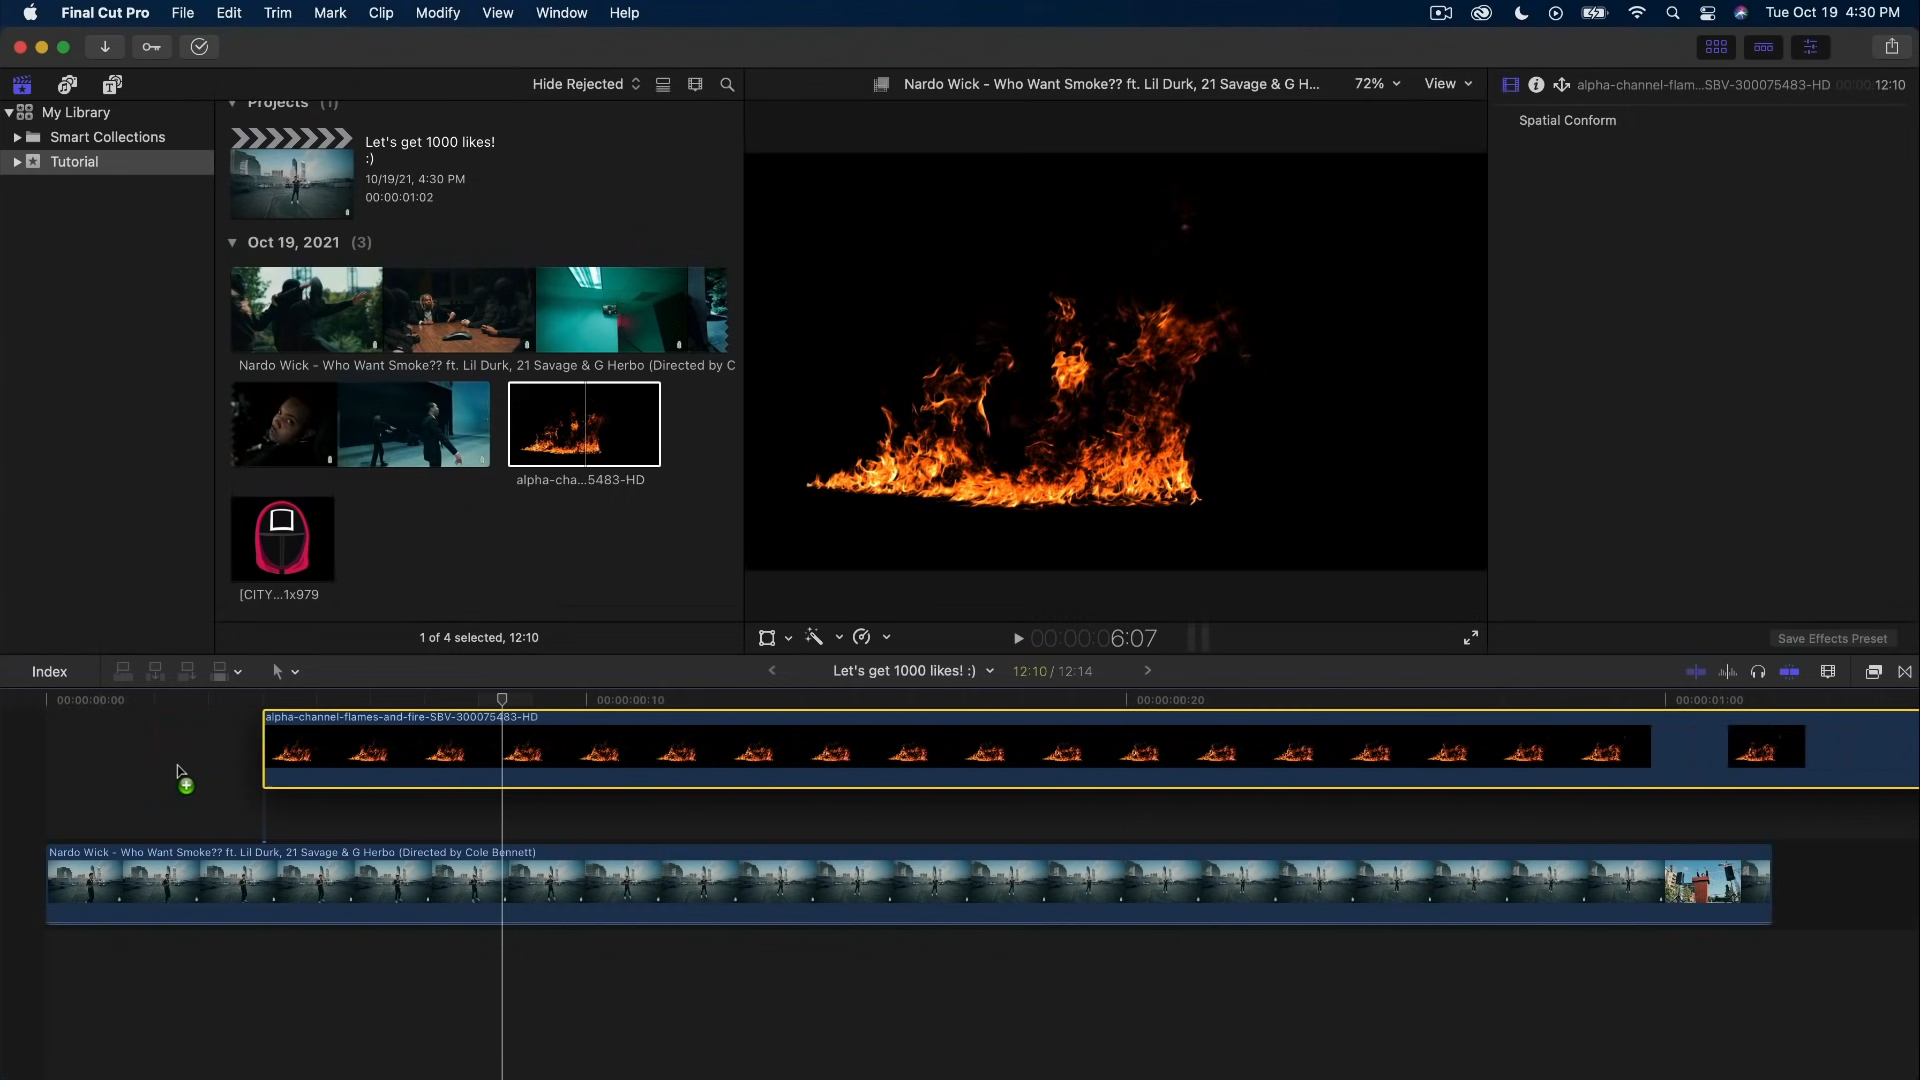 Final Cut Pro File Edit Trim Mark Clip Modify View Window Help Tue Oct 19 4:30 PM
Hide Rejected
Nardo Wick - Who Want Smoke?? ft. Lil Durk, 21 Savage & G H...
72%
View
alpha-channel-flam...SBV-300075483-HD 00:00:12:10
My Library
Smart Collections
Tutorial
Projects (1)
Let's get 1000 likes!
:)
10/19/21, 4:30 PM
00:00:01:02
Oct 19, 2021 (3)
Nardo Wick - Who Want Smoke?? ft. Lil Durk, 21 Savage & G Herbo (Directed by C
alpha-cha...5483-HD
[CITY...1x979
1 of 4 selected, 12:10
Spatial Conform
00:00:06:07
Save Effects Preset
Index
Let's get 1000 likes! :)
12:10 / 12:14
00:00:00:00 00:00:00:10 00:00:00:20 00:00:01:00
alpha-channel-flames-and-fire-SBV-300075483-HD
Nardo Wick - Who Want Smoke?? ft. Lil Durk, 21 Savage & G Herbo (Directed by Cole Bennett)